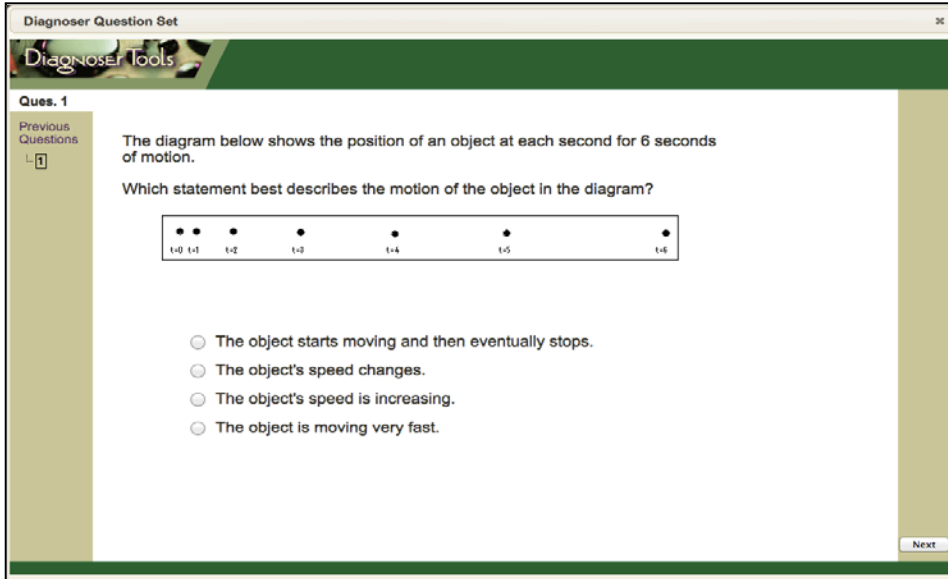 Diagnoser Question Set
DIAGNOSER Tools
Ques. 1
Previous
Questions
1
The diagram below shows the position of an object at each second for 6 seconds
of motion.
Which statement best describes the motion of the object in the diagram?
t=0 t=1 t=2 t=3 t=4 t=5 t=6
The object starts moving and then eventually stops.
The object's speed changes.
The object's speed is increasing.
The object is moving very fast.
Next